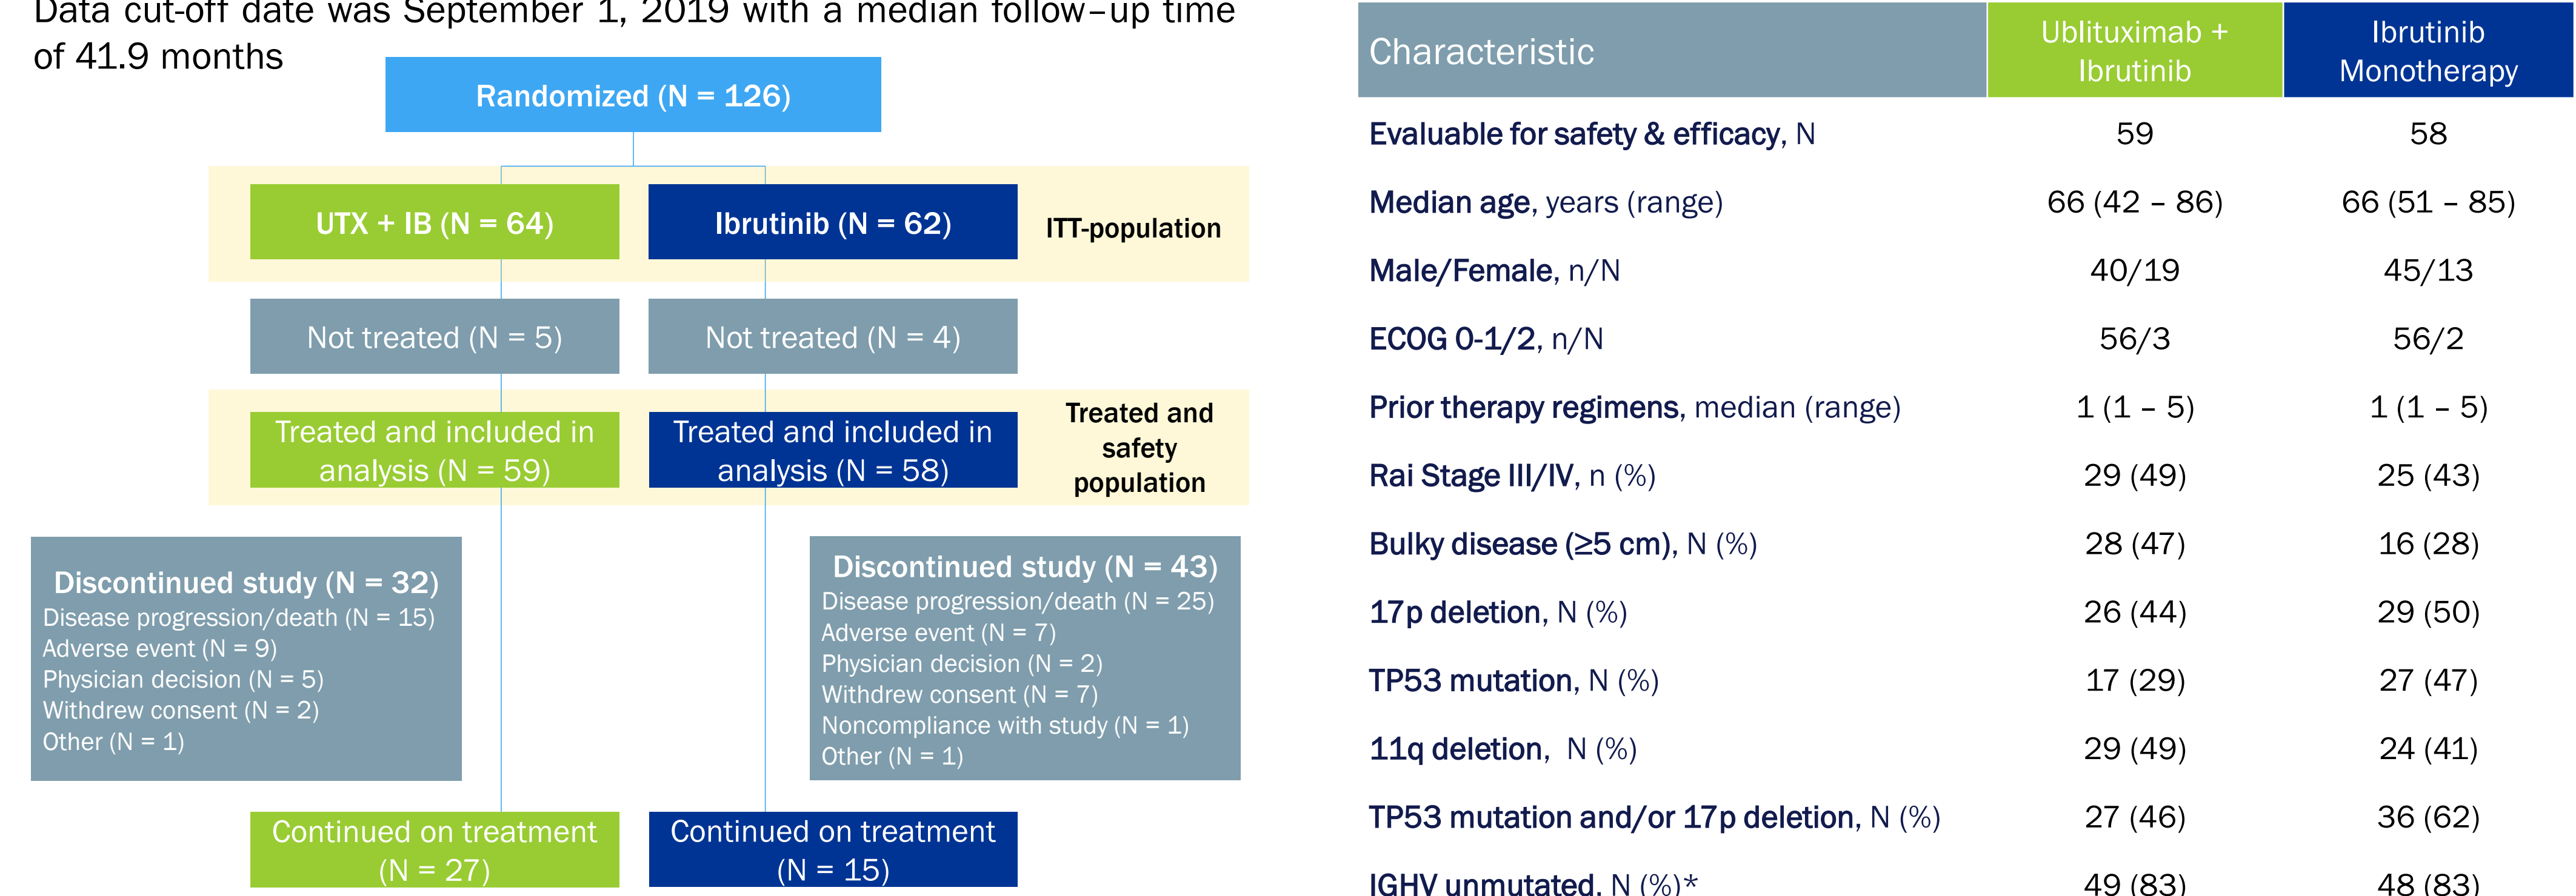 Data cut-off date was September 1, 2019 with a median follow-up time
of 41.9 months
Randomized (N = 126)
UTX + IB (N = 64)
Ibrutinib (N = 62)
ITT-population
Not treated (N = 5)
Not treated (N = 4)
Treated and included in
analysis (N = 59)
Treated and included in
analysis (N = 58)
Treated and
safety
population
Discontinued study (N = 32)
Disease progression/death (N = 15)
Adverse event (N = 9)
Physician decision (N = 5)
Withdrew consent (N = 2)
Other (N = 1)
Discontinued study (N = 43)
Disease progression/death (N = 25)
Adverse event (N = 7)
Physician decision (N = 2)
Withdrew consent (N = 7)
Noncompliance with study (N = 1)
Other (N = 1)
Continued on treatment
(N = 27)
Continued on treatment
(N = 15)
Characteristic
Ublituximab +
Ibrutinib
Ibrutinib
Monotherapy
Evaluable for safety & efficacy, N 59 58
Median age, years (range) 66 (42 – 86) 66 (51 – 85)
Male/Female, n/N 40/19 45/13
ECOG 0-1/2, n/N 56/3 56/2
Prior therapy regimens, median (range) 1 (1 – 5) 1 (1 – 5)
Rai Stage III/IV, n (%) 29 (49) 25 (43)
Bulky disease (≥5 cm), N (%) 28 (47) 16 (28)
17p deletion, N (%) 26 (44) 29 (50)
TP53 mutation, N (%) 17 (29) 27 (47)
11q deletion, N (%) 29 (49) 24 (41)
TP53 mutation and/or 17p deletion, N (%) 27 (46) 36 (62)
IGHV unmutated, N (%)* 49 (83) 48 (83)